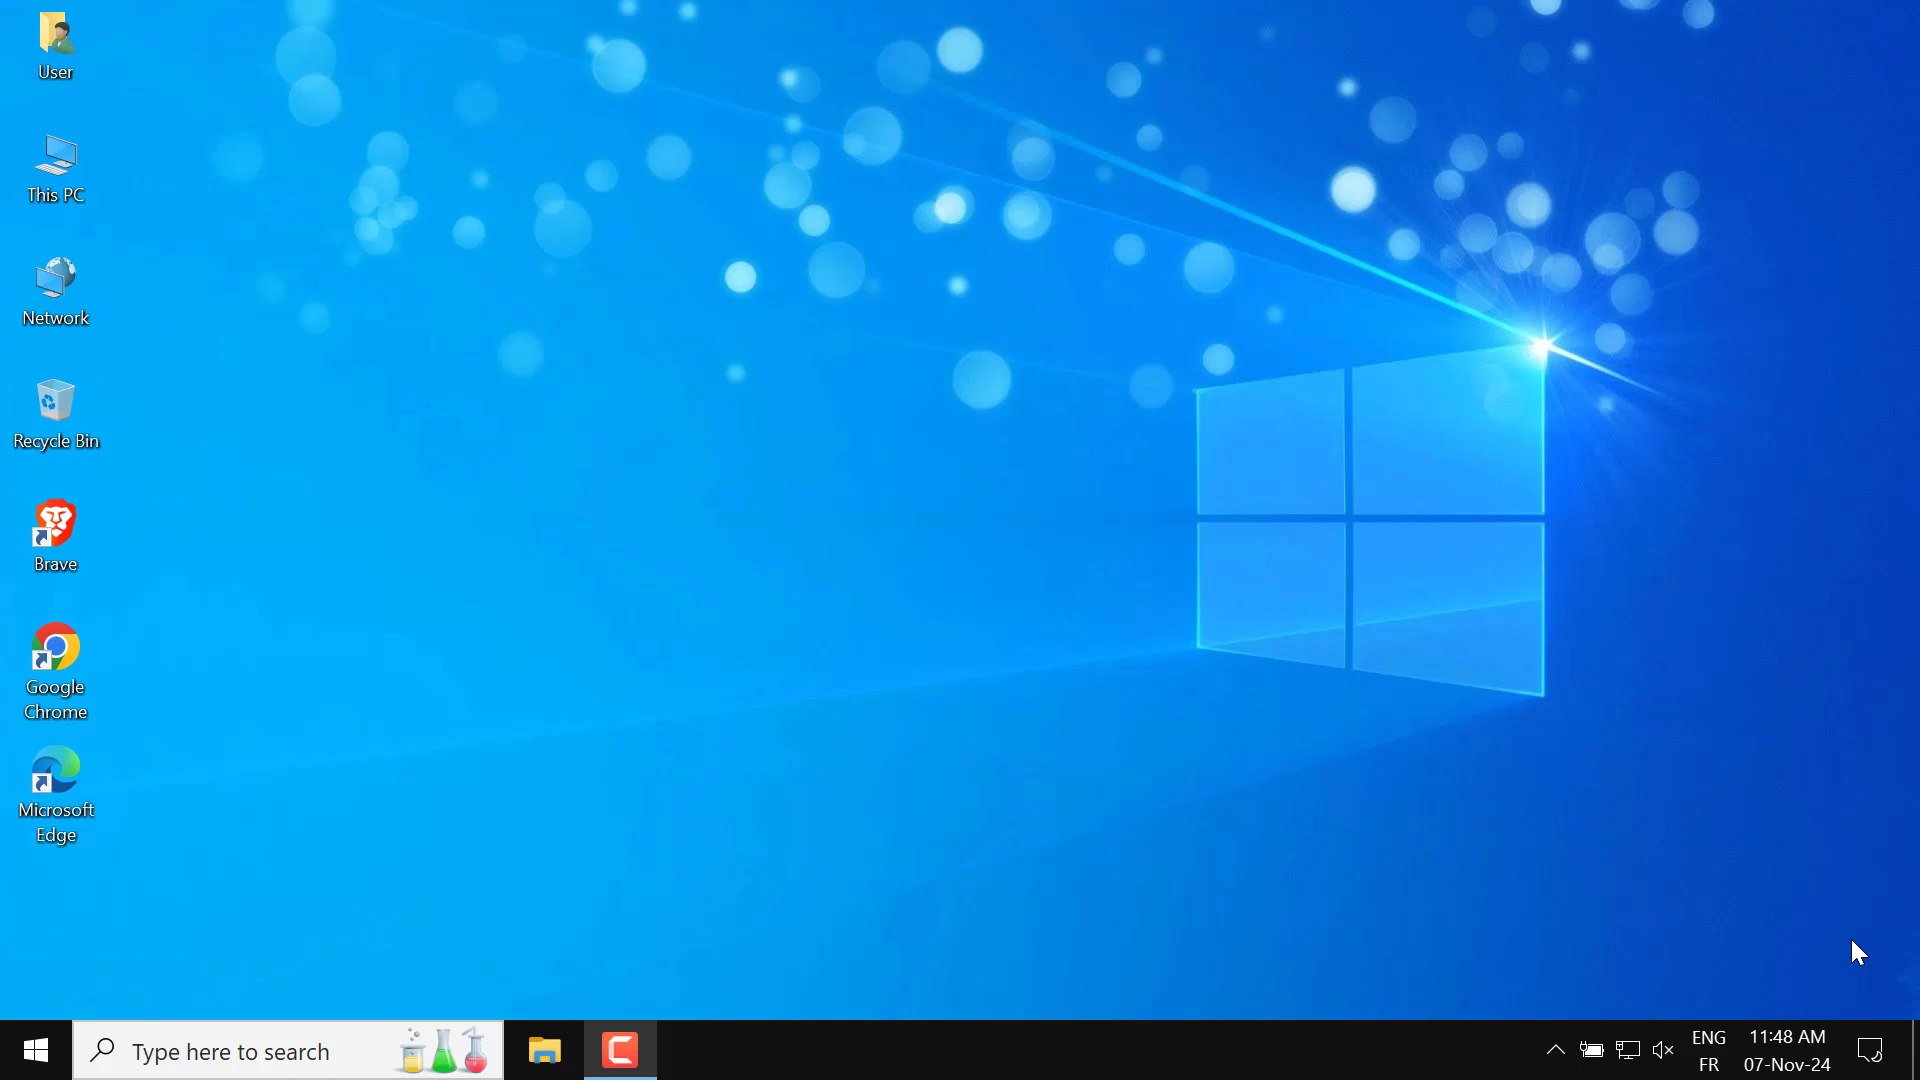 User
This PC
Network
Recycle Bin
Brave
Google
Chrome
Microsoft
Edge
Type here to search
ENG
FR
11:48 AM
07-Nov-24